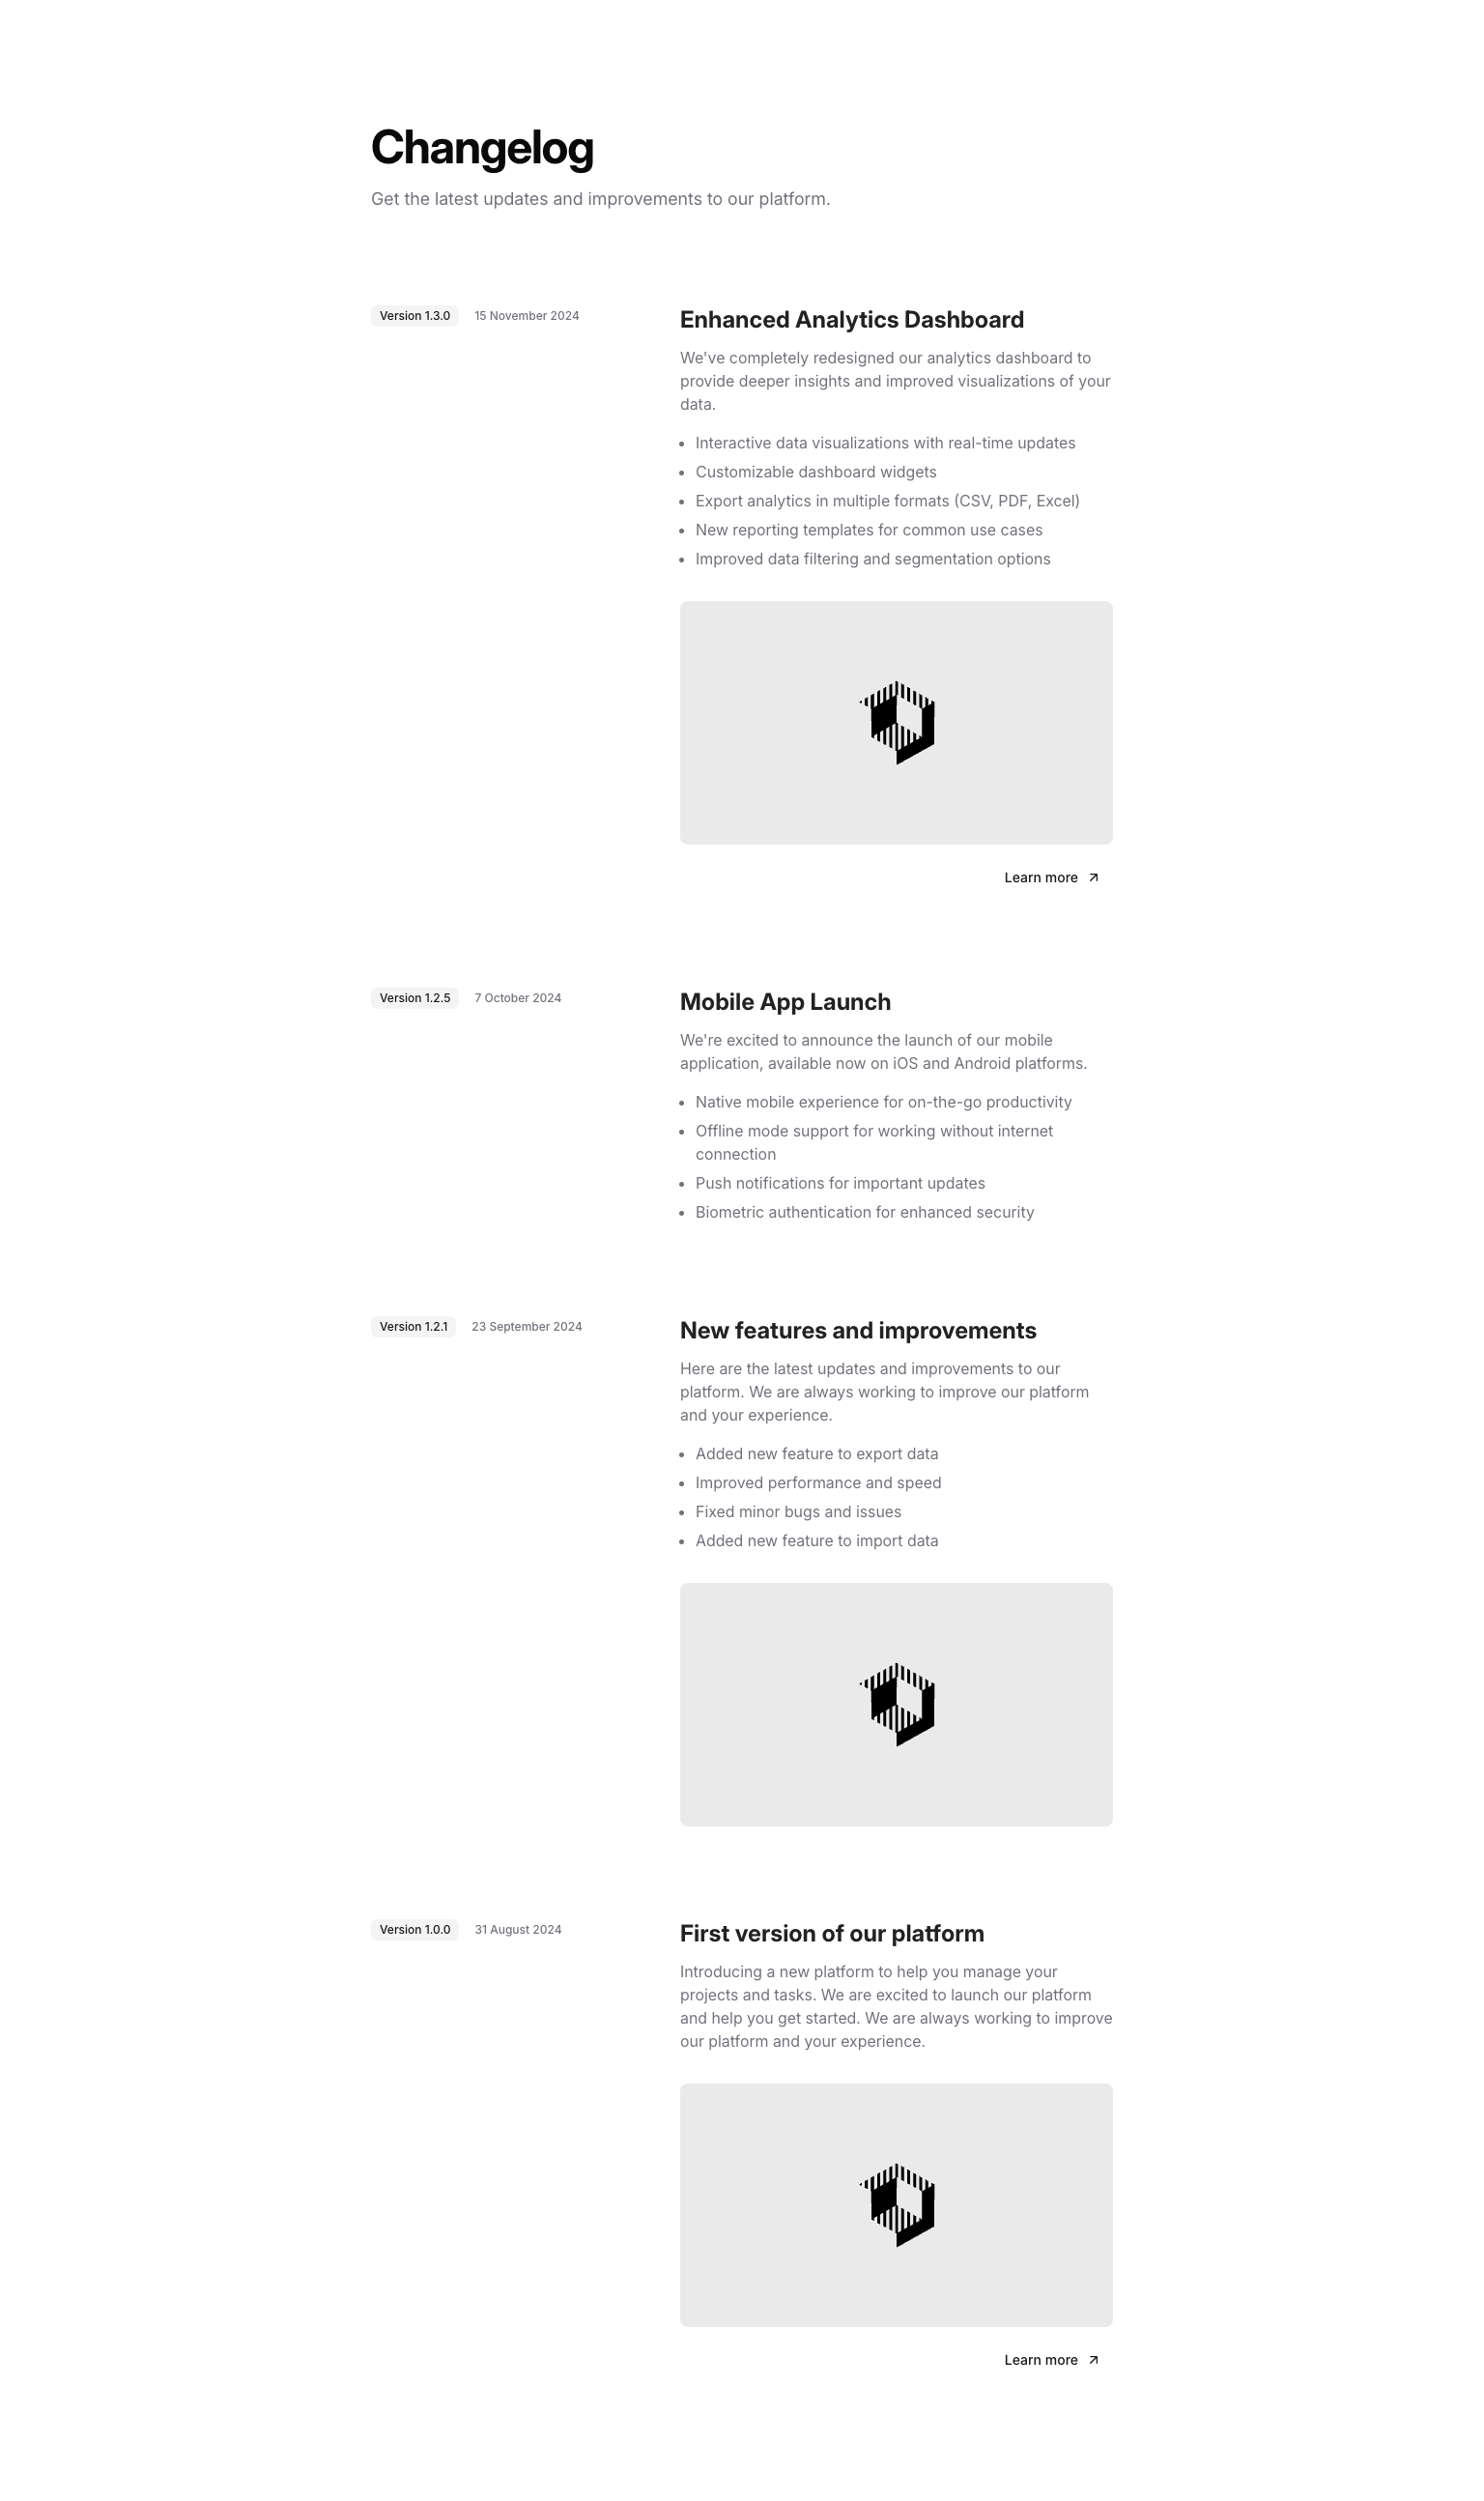 Changelog
Get the latest updates and improvements to our platform.
Version 1.3.0
15 November 2024
Enhanced Analytics Dashboard
We've completely redesigned our analytics dashboard to
provide deeper insights and improved visualizations of your
data.
• Interactive data visualizations with real-time updates
• Customizable dashboard widgets
• Export analytics in multiple formats (CSV, PDF, Excel)
• New reporting templates for common use cases
• Improved data filtering and segmentation options
Learn more
Version 1.2.5
7 October 2024
Mobile App Launch
We're excited to announce the launch of our mobile
application, available now on iOS and Android platforms.
• Native mobile experience for on-the-go productivity
• Offline mode support for working without internet
connection
• Push notifications for important updates
• Biometric authentication for enhanced security
Version 1.2.1
23 September 2024
New features and improvements
Here are the latest updates and improvements to our
platform. We are always working to improve our platform
and your experience.
• Added new feature to export data
• Improved performance and speed
• Fixed minor bugs and issues
• Added new feature to import data
Version 1.0.0
31 August 2024
First version of our platform
Introducing a new platform to help you manage your
projects and tasks. We are excited to launch our platform
and help you get started. We are always working to improve
our platform and your experience.
Learn more